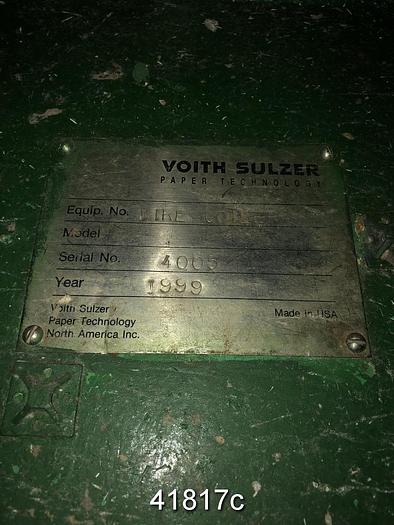 VOITH SULZER
PAPER TECHNOLOGY
Equip. No. WIRE
Model
Serial No. 4005
Year 1999
Voith Sulzer
Paper Technology
North America Inc.
Made in USA
41817c